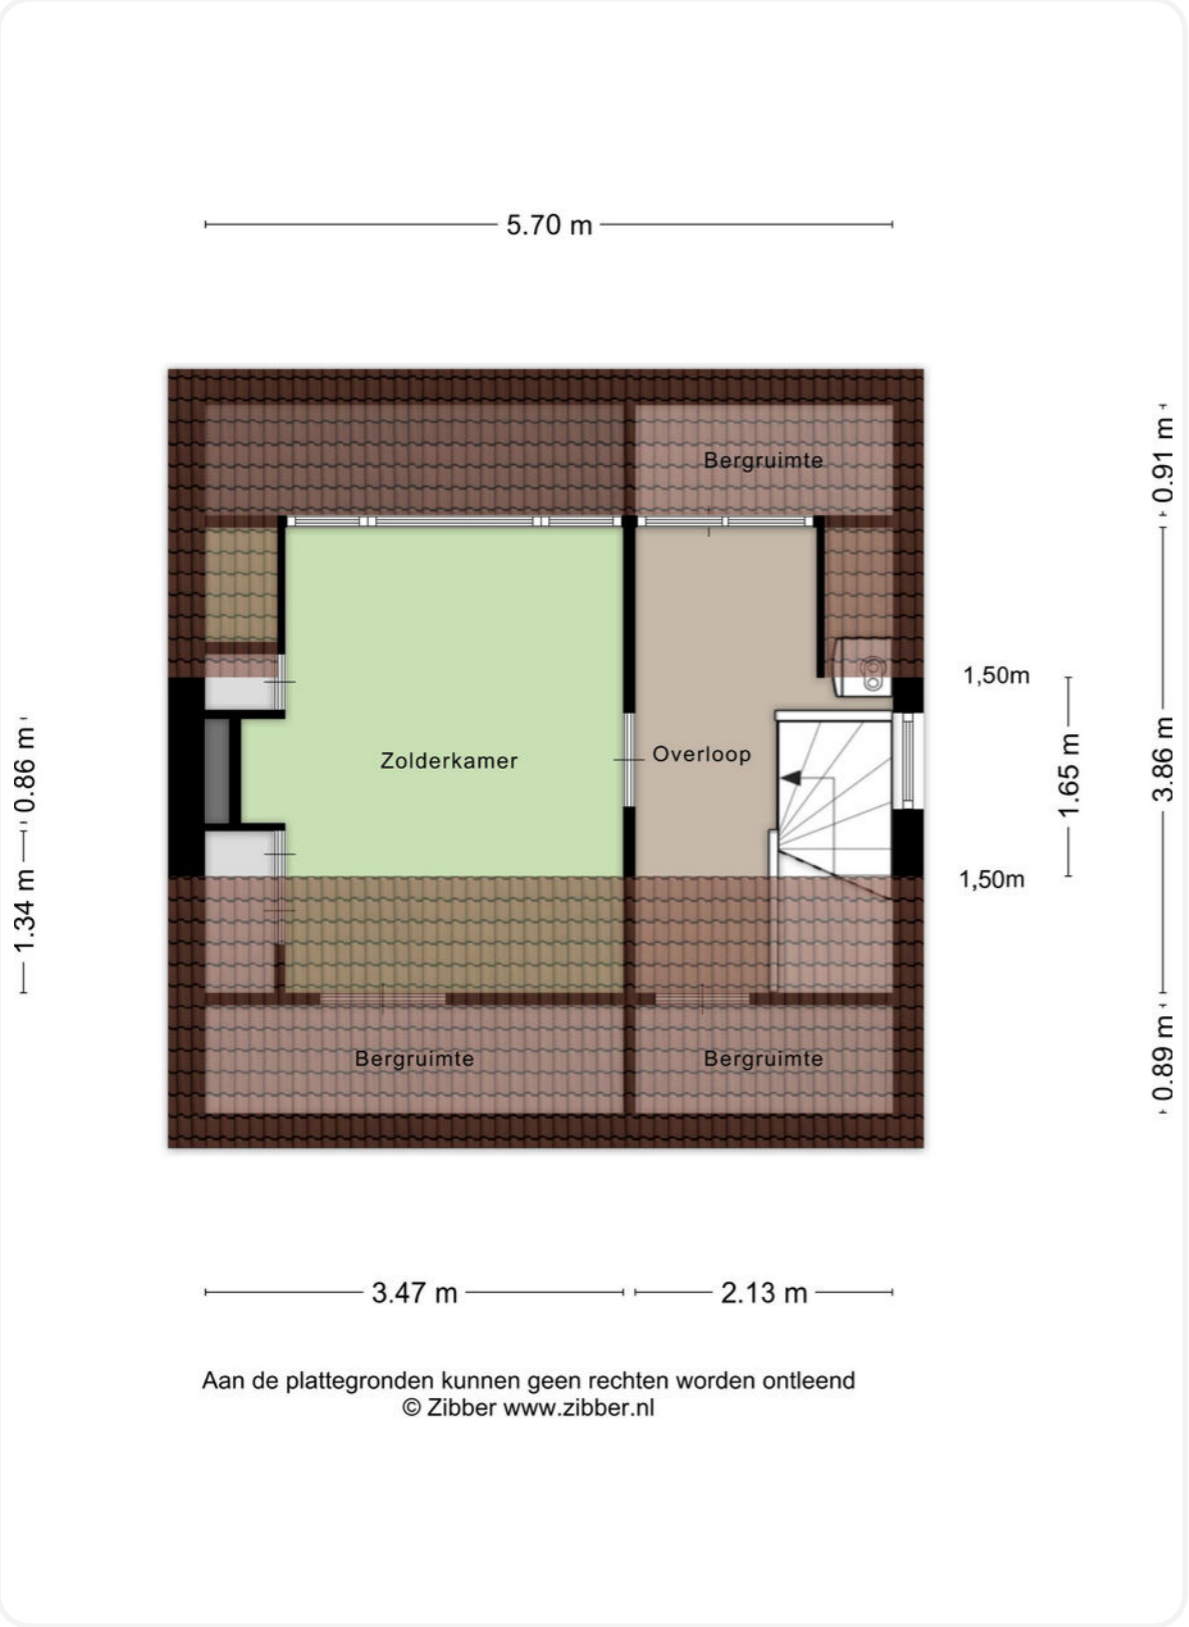 5.70 m
Bergruimte
0.91 m
1,50m
Zolderkamer
Overloop
0.86 m
1.65 m
3.86 m
1,50m
1.34 m
Bergruimte
Bergruimte
0.89 m
3.47 m
2.13 m
Aan de plattegronden kunnen geen rechten worden ontleend
© Zibber www.zibber.nl